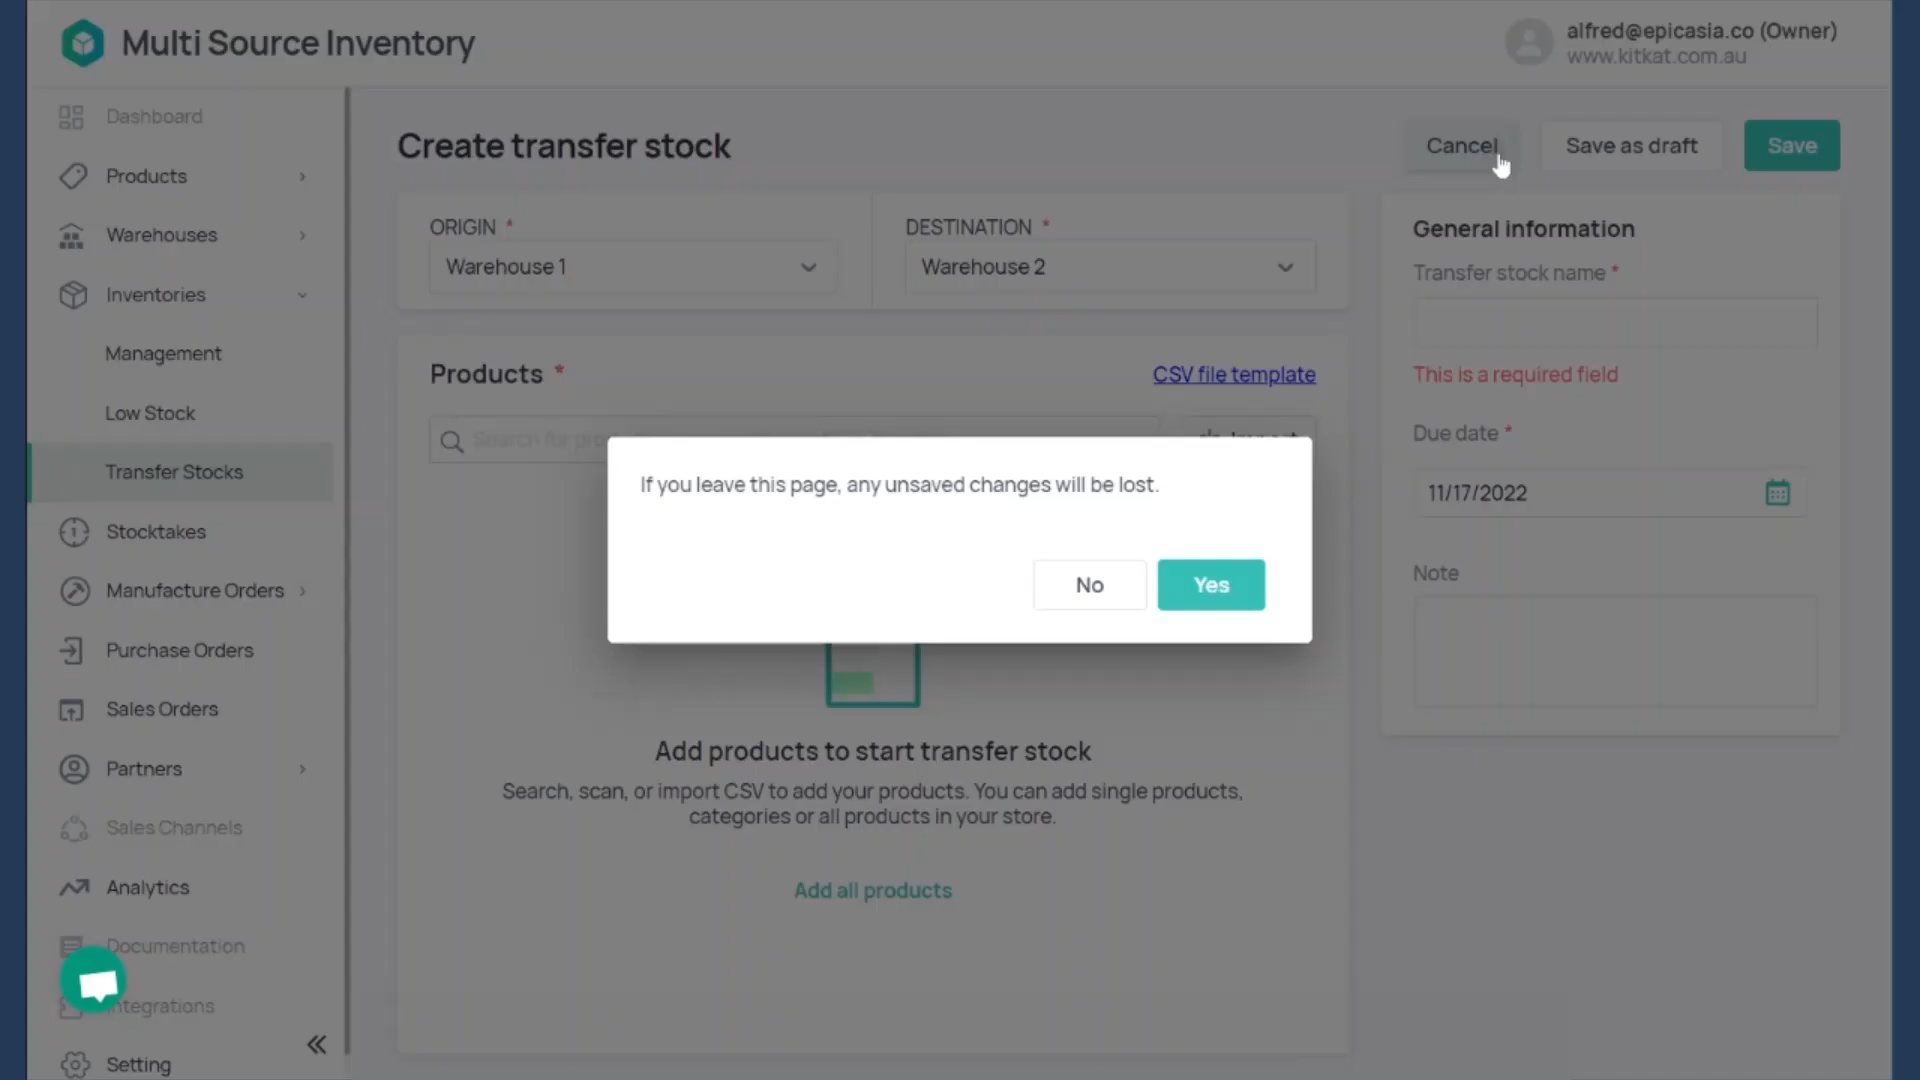 Multi Source Inventory
alfred@epicasia.co (Owner)
www.kitkat.com.au
Dashboard
Products
Warehouses
Inventories
Management
Low Stock
Transfer Stocks
Stocktakes
Manufacture Orders
Purchase Orders
Sales Orders
Partners
Sales Channels
Analytics
Documentation
Integrations
Setting
Create transfer stock
Cancel
Save as draft
Save
ORIGIN *
Warehouse 1
DESTINATION *
Warehouse 2
Products *
CSV file template
Search for
Import
If you leave this page, any unsaved changes will be lost.
No
Yes
Add products to start transfer stock
Search, scan, or import CSV to add your products. You can add single products,
categories or all products in your store.
Add all products
General information
Transfer stock name *
This is a required field
Due date *
11/17/2022
Note